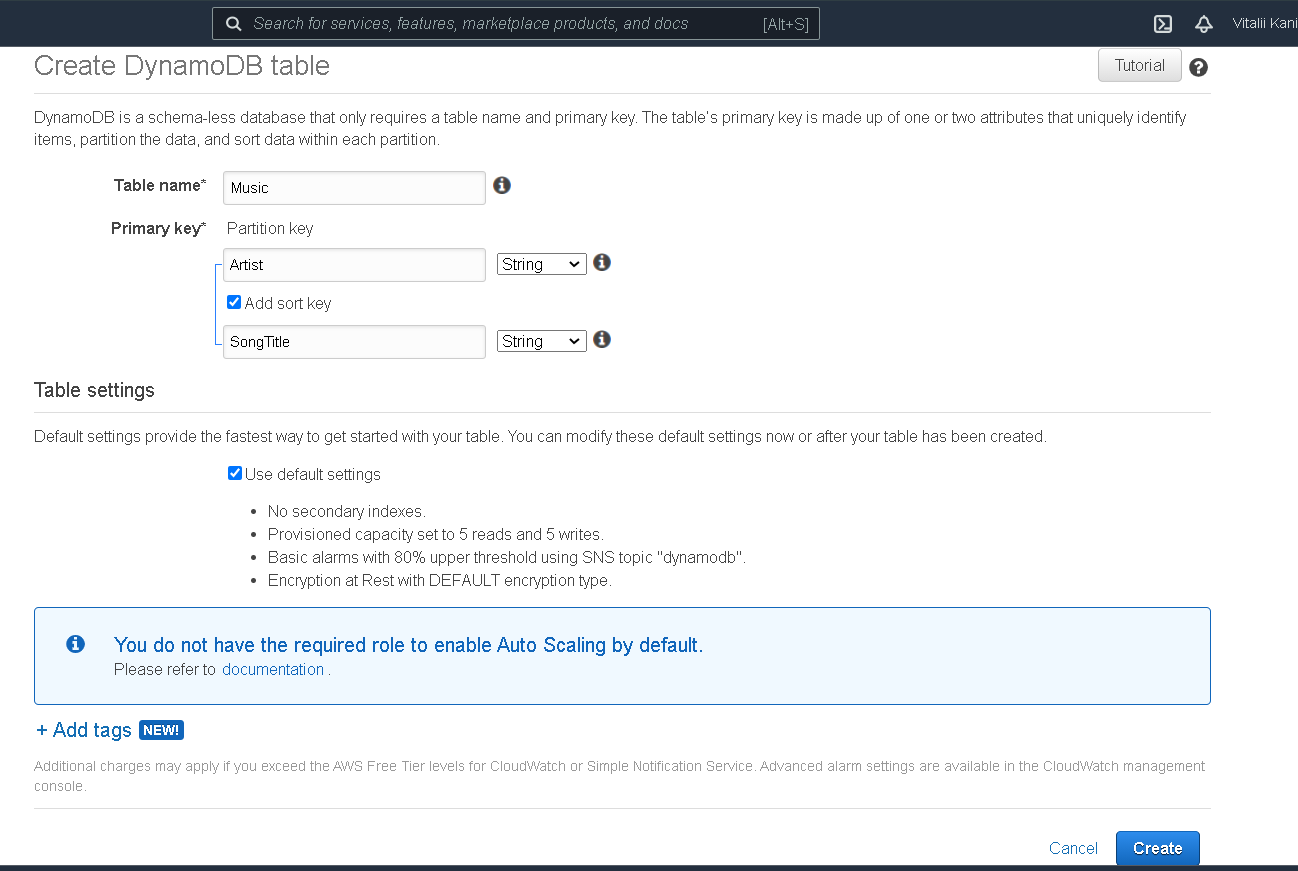 Search for services, features, marketplace products, and docs [Alt+S] Vitalii Kani
Create DynamoDB table Tutorial ?
DynamoDB is a schema-less database that only requires a table name and primary key. The table's primary key is made up of one or two attributes that uniquely identify
items, partition the data, and sort data within each partition.
Table name* Music i
Primary key* Partition key
Artist String i
Add sort key
SongTitle String i
Table settings
Default settings provide the fastest way to get started with your table. You can modify these default settings now or after your table has been created.
Use default settings
• No secondary indexes.
• Provisioned capacity set to 5 reads and 5 writes.
• Basic alarms with 80% upper threshold using SNS topic "dynamodb".
• Encryption at Rest with DEFAULT encryption type.
i You do not have the required role to enable Auto Scaling by default.
Please refer to documentation .
+ Add tags NEW!
Additional charges may apply if you exceed the AWS Free Tier levels for CloudWatch or Simple Notification Service. Advanced alarm settings are available in the CloudWatch management
console.
Cancel Create